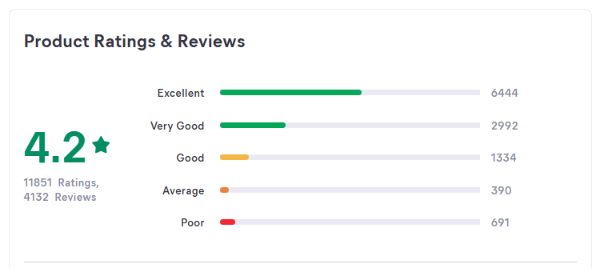 Product Ratings & Reviews
Excellent 6444
Very Good 2992
4.2
Good 1334
11851 Ratings,
4132 Reviews
Average 390
Poor 691